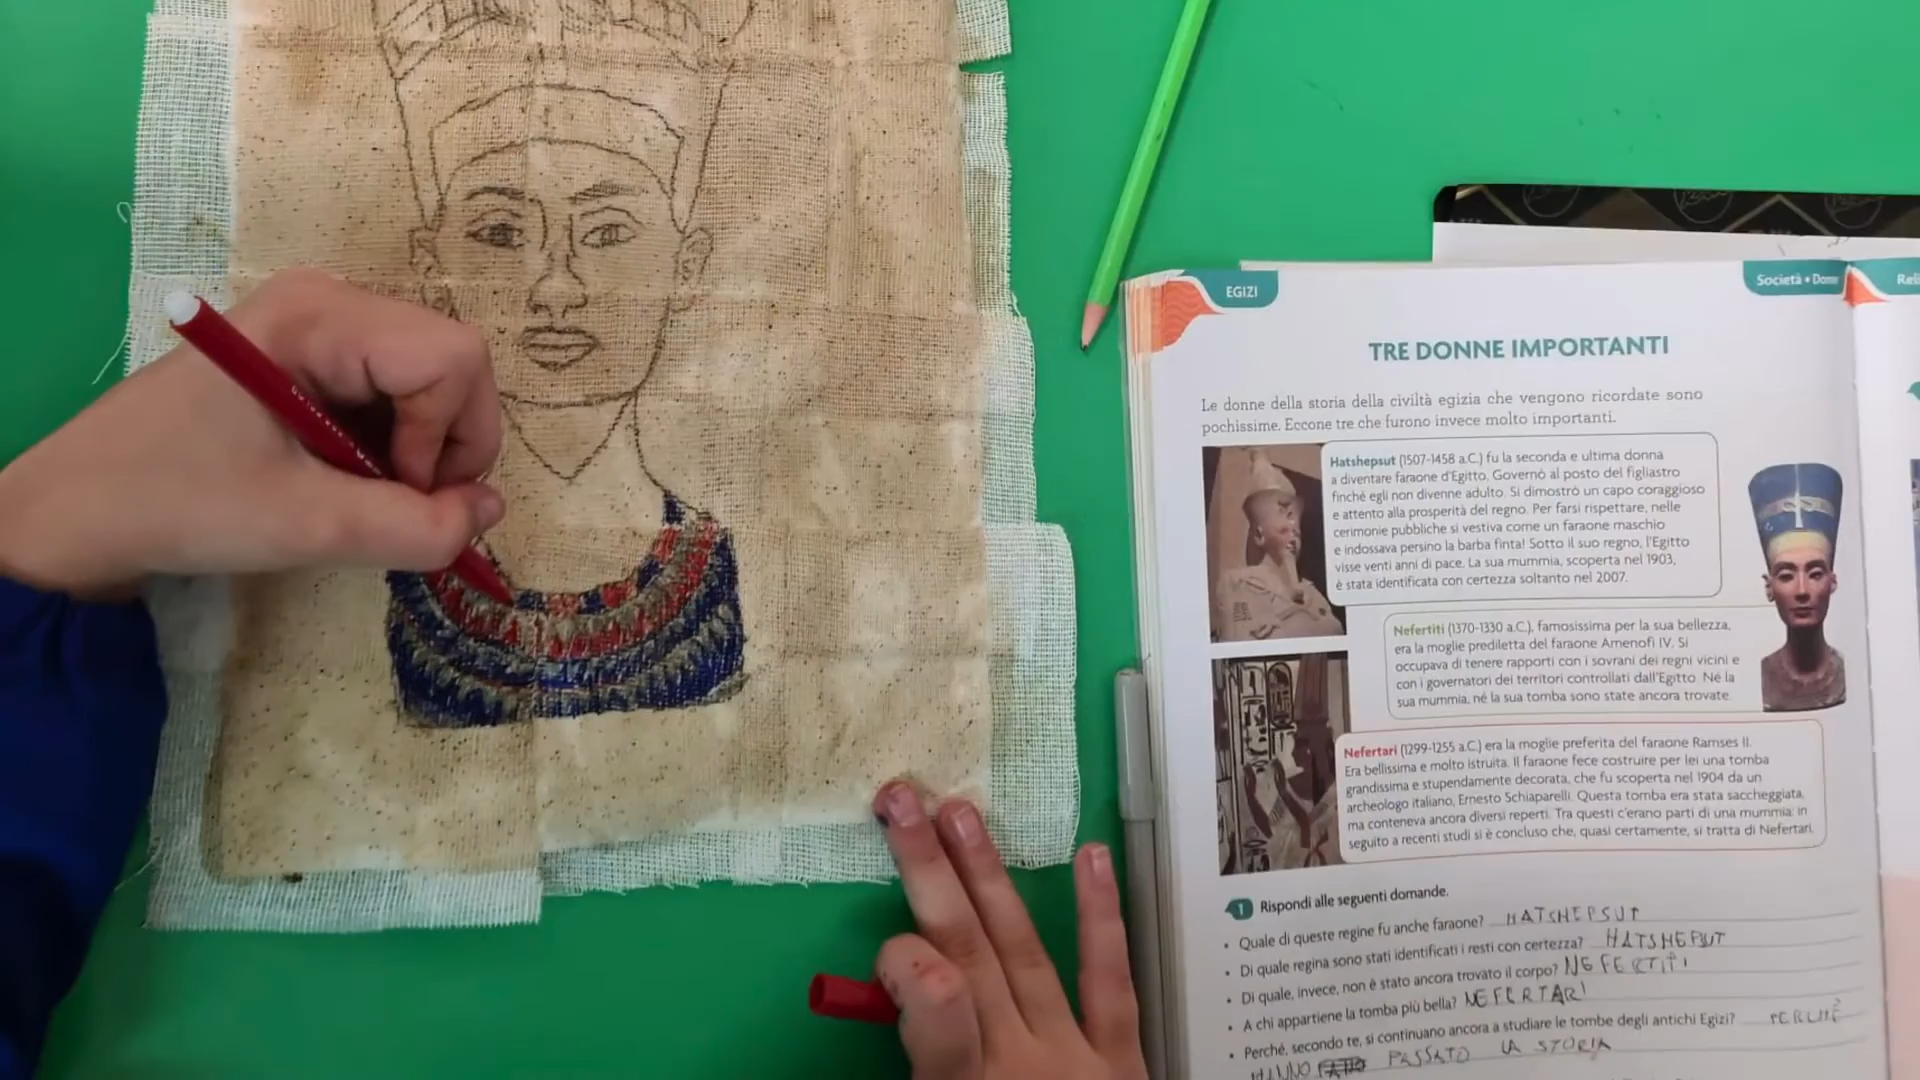 EGIZI
Società • Donne
TRE DONNE IMPORTANTI
Le donne della storia della civiltà egizia che vengono ricordate sono
pochissime. Eccone tre che furono invece molto importanti.
Hatshepsut (1507-1458 a.C.) fu la seconda e ultima donna
a diventare faraone d'Egitto. Governò al posto del figliastro
finché egli non divenne adulto. Si dimostrò un capo coraggioso
e attento alla prosperità del regno. Per farsi rispettare, nelle
cerimonie pubbliche si vestiva come un faraone maschio
e indossava persino la barba finta! Sotto il suo regno, l'Egitto
visse venti anni di pace. La sua mummia, scoperta nel 1903,
è stata identificata con certezza soltanto nel 2007.
Nefertiti (1370-1330 a.C.), famosissima per la sua bellezza,
era la moglie prediletta del faraone Amenofi IV. Si
occupava di tenere rapporti con i sovrani dei regni vicini e
con i governatori dei territori controllati dall'Egitto. Né la
sua mummia, né la sua tomba sono state ancora trovate.
Nefertari (1299-1255 a.C.) era la moglie preferita del faraone Ramses II.
Era bellissima e molto istruita. Il faraone fece costruire per lei una tomba
grandissima e stupendamente decorata, che fu scoperta nel 1904 da un
archeologo italiano, Ernesto Schiaparelli. Questa tomba era stata saccheggiata,
ma conteneva ancora diversi reperti. Tra questi c'erano parti di una mummia: in
seguito a recenti studi si è concluso che, quasi certamente, si tratta di Nefertari.
1 Rispondi alle seguenti domande.
• Quale di queste regine fu anche faraone? HATSHEPSUT
• Di quale regina sono stati identificati i resti con certezza? HATSHEPSUT
• Di quale, invece, non è stato ancora trovato il corpo? NEFERTITI
• A chi appartiene la tomba più bella? NEFERTARI
• Perché, secondo te, si continuano ancora a studiare le tombe degli antichi Egizi? PERCHÉ
HANNO PASSATO LA STORIA